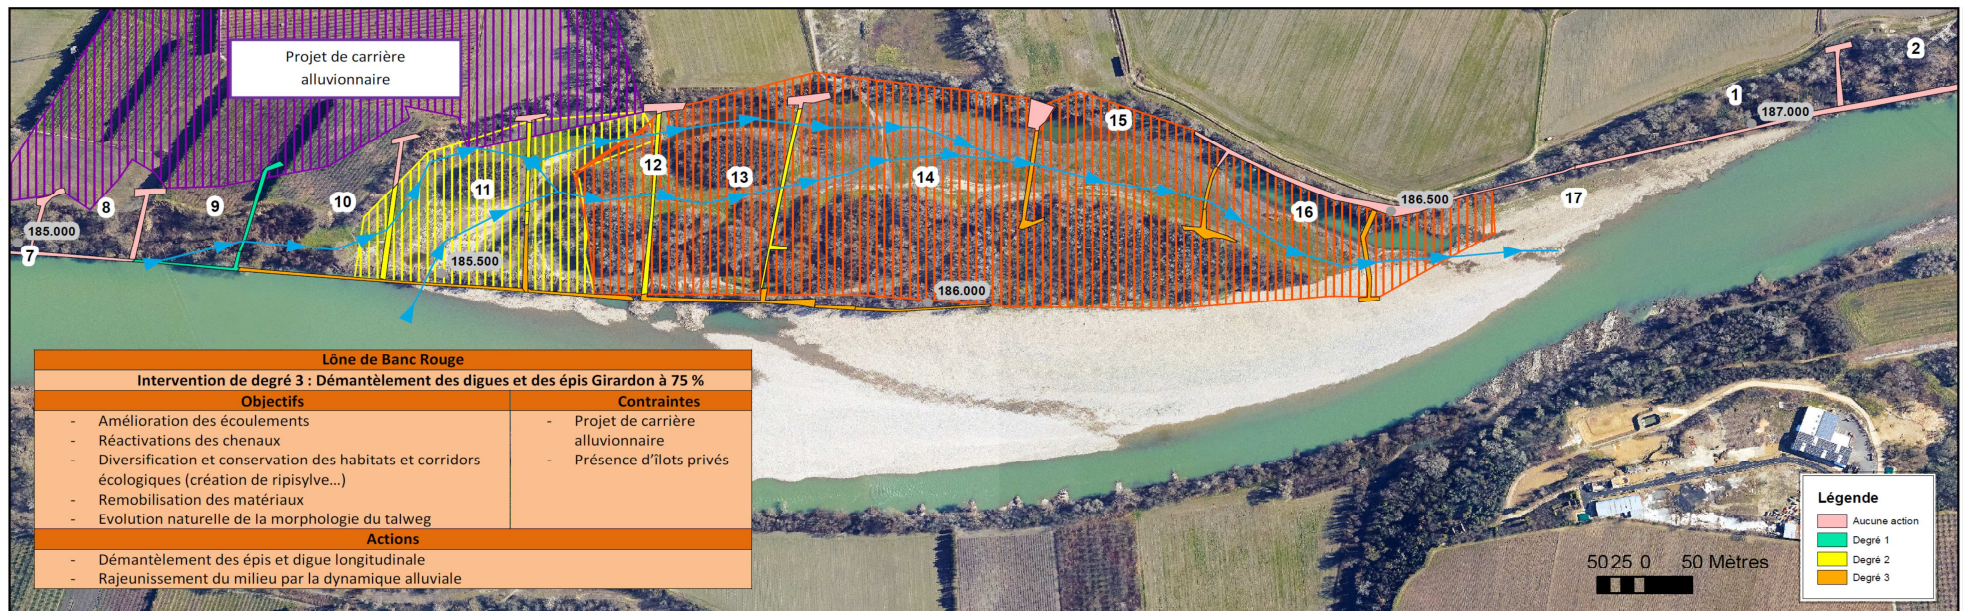 Projet de carrière
alluvionnaire
2
1
187.000
15
12
13
14
11
10
9
8
185.000
7
185.500
16
186.500
17
186.000
Lône de Banc Rouge
Intervention de degré 3 : Démantèlement des digues et des épis Girardon à 75 %
Objectifs
- Amélioration des écoulements
- Réactivations des chenaux
- Diversification et conservation des habitats et corridors
écologiques (création de ripisylve...)
- Remobilisation des matériaux
- Evolution naturelle de la morphologie du talweg
Contraintes
- Projet de carrière
alluvionnaire
- Présence d'îlots privés
Actions
- Démantèlement des épis et digue longitudinale
- Rajeunissement du milieu par la dynamique alluviale
50 25 0 50 Mètres
Légende
Aucune action
Degré 1
Degré 2
Degré 3